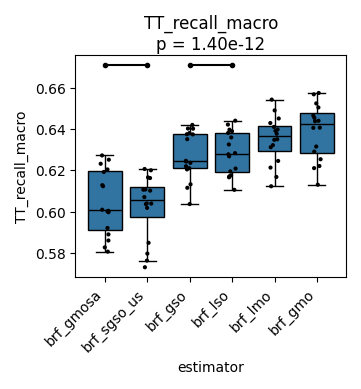 TT_recall_macro
p = 1.40e-12
TT_recall_macro
0.66
0.64
0.62
0.60
0.58
brf_gmosa
brf_sgso_us
brf_gso
brf_lso
brf_lmo
brf_gmo
estimator